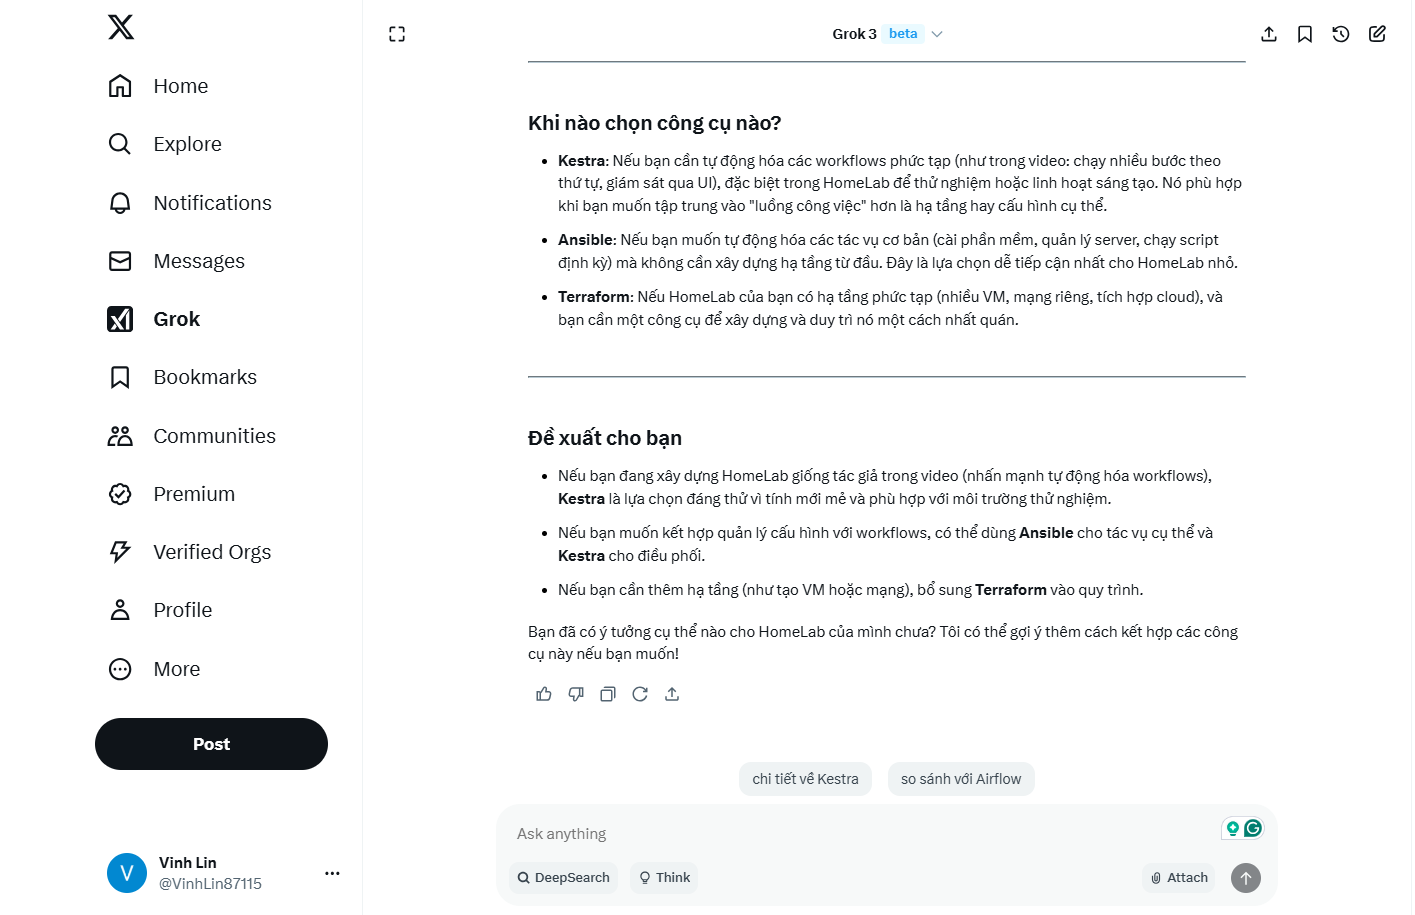 Home
Explore
Notifications
Messages
Grok
Bookmarks
Communities
Premium
Verified Orgs
Profile
More
Post
Vinh Lin
@VinhLin87115
Grok 3 beta
Khi nào chọn công cụ nào?
Kestra: Nếu bạn cần tự động hóa các workflows phức tạp (như trong video: chạy nhiều bước theo
thứ tự, giám sát qua UI), đặc biệt trong HomeLab để thử nghiệm hoặc linh hoạt sáng tạo. Nó phù hợp
khi bạn muốn tập trung vào "luồng công việc" hơn là hạ tầng hay cấu hình cụ thể.
Ansible: Nếu bạn muốn tự động hóa các tác vụ cơ bản (cài phần mềm, quản lý server, chạy script
định kỳ) mà không cần xây dựng hạ tầng từ đầu. Đây là lựa chọn dễ tiếp cận nhất cho HomeLab nhỏ.
Terraform: Nếu HomeLab của bạn có hạ tầng phức tạp (nhiều VM, mạng riêng, tích hợp cloud), và
bạn cần một công cụ để xây dựng và duy trì nó một cách nhất quán.
Đề xuất cho bạn
Nếu bạn đang xây dựng HomeLab giống tác giả trong video (nhấn mạnh tự động hóa workflows),
Kestra là lựa chọn đáng thử vì tính mới mẻ và phù hợp với môi trường thử nghiệm.
Nếu bạn muốn kết hợp quản lý cấu hình với workflows, có thể dùng Ansible cho tác vụ cụ thể và
Kestra cho điều phối.
Nếu bạn cần thêm hạ tầng (như tạo VM hoặc mạng), bổ sung Terraform vào quy trình.
Bạn đã có ý tưởng cụ thể nào cho HomeLab của mình chưa? Tôi có thể gợi ý thêm cách kết hợp các công
cụ này nếu bạn muốn!
chi tiết về Kestra
so sánh với Airflow
Ask anything
DeepSearch
Think
Attach